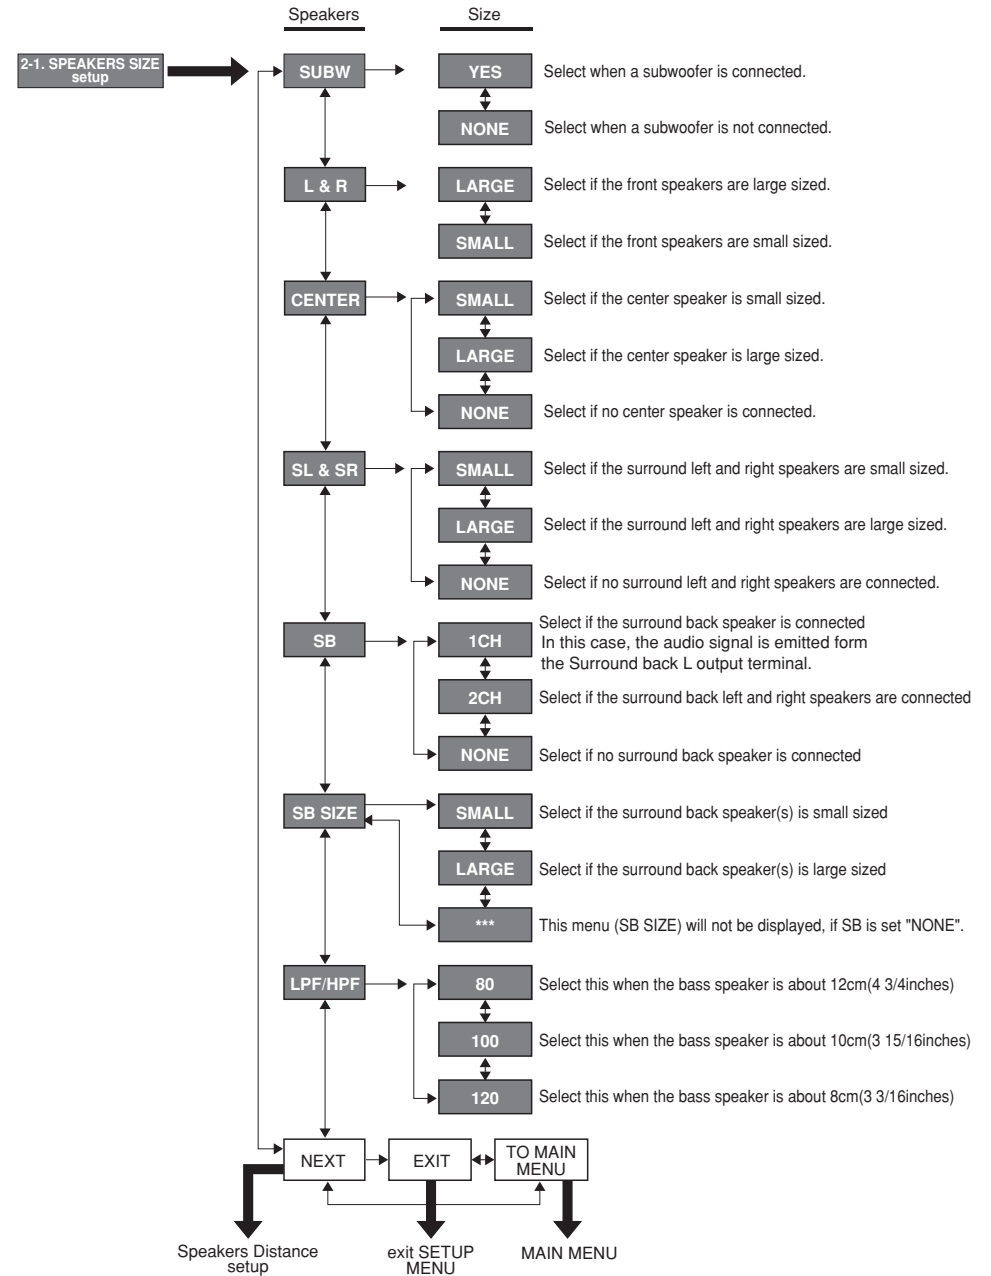 Speakers Size
2-1. SPEAKERS SIZE
setup
SUBW
YES
Select when a subwoofer is connected.
NONE
Select when a subwoofer is not connected.
L & R
LARGE
Select if the front speakers are large sized.
SMALL
Select if the front speakers are small sized.
CENTER
SMALL
Select if the center speaker is small sized.
LARGE
Select if the center speaker is large sized.
NONE
Select if no center speaker is connected.
SL & SR
SMALL
Select if the surround left and right speakers are small sized.
LARGE
Select if the surround left and right speakers are large sized.
NONE
Select if no surround left and right speakers are connected.
SB
1CH
Select if the surround back speaker is connected
In this case, the audio signal is emitted form
the Surround back L output terminal.
2CH
Select if the surround back left and right speakers are connected
NONE
Select if no surround back speaker is connected
SB SIZE
SMALL
Select if the surround back speaker(s) is small sized
LARGE
Select if the surround back speaker(s) is large sized
***
This menu (SB SIZE) will not be displayed, if SB is set "NONE".
LPF/HPF
80
Select this when the bass speaker is about 12cm(4 3/4inches)
100
Select this when the bass speaker is about 10cm(3 15/16inches)
120
Select this when the bass speaker is about 8cm(3 3/16inches)
NEXT
EXIT
TO MAIN
MENU
Speakers Distance
setup
exit SETUP
MENU
MAIN MENU